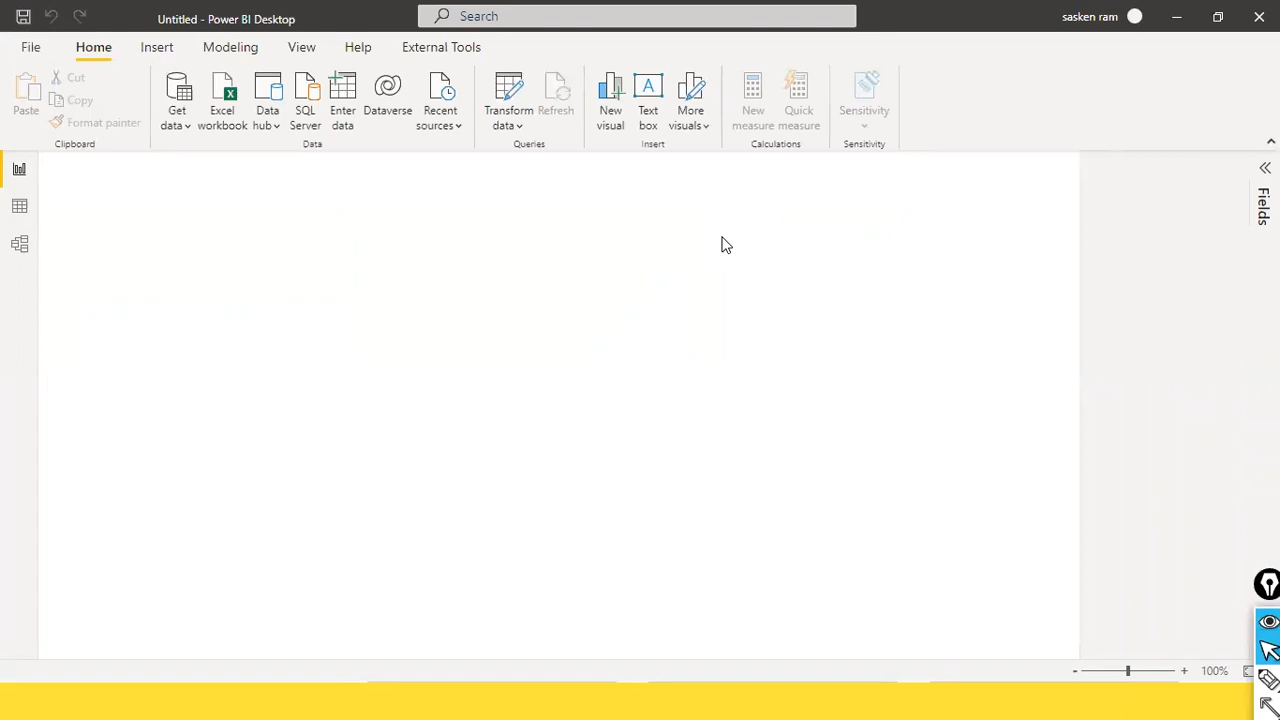 Untitled - Power BI Desktop
Search
sasken ram
File Home Insert Modeling View Help External Tools
Paste
Cut
Copy
Format painter
Clipboard
Get data
Excel workbook
Data hub
SQL Server
Enter data
Dataverse
Recent sources
Data
Transform data
Refresh
Queries
New visual
Text box
More visuals
Insert
New measure
Quick measure
Calculations
Sensitivity
Sensitivity
Fields
- + 100%